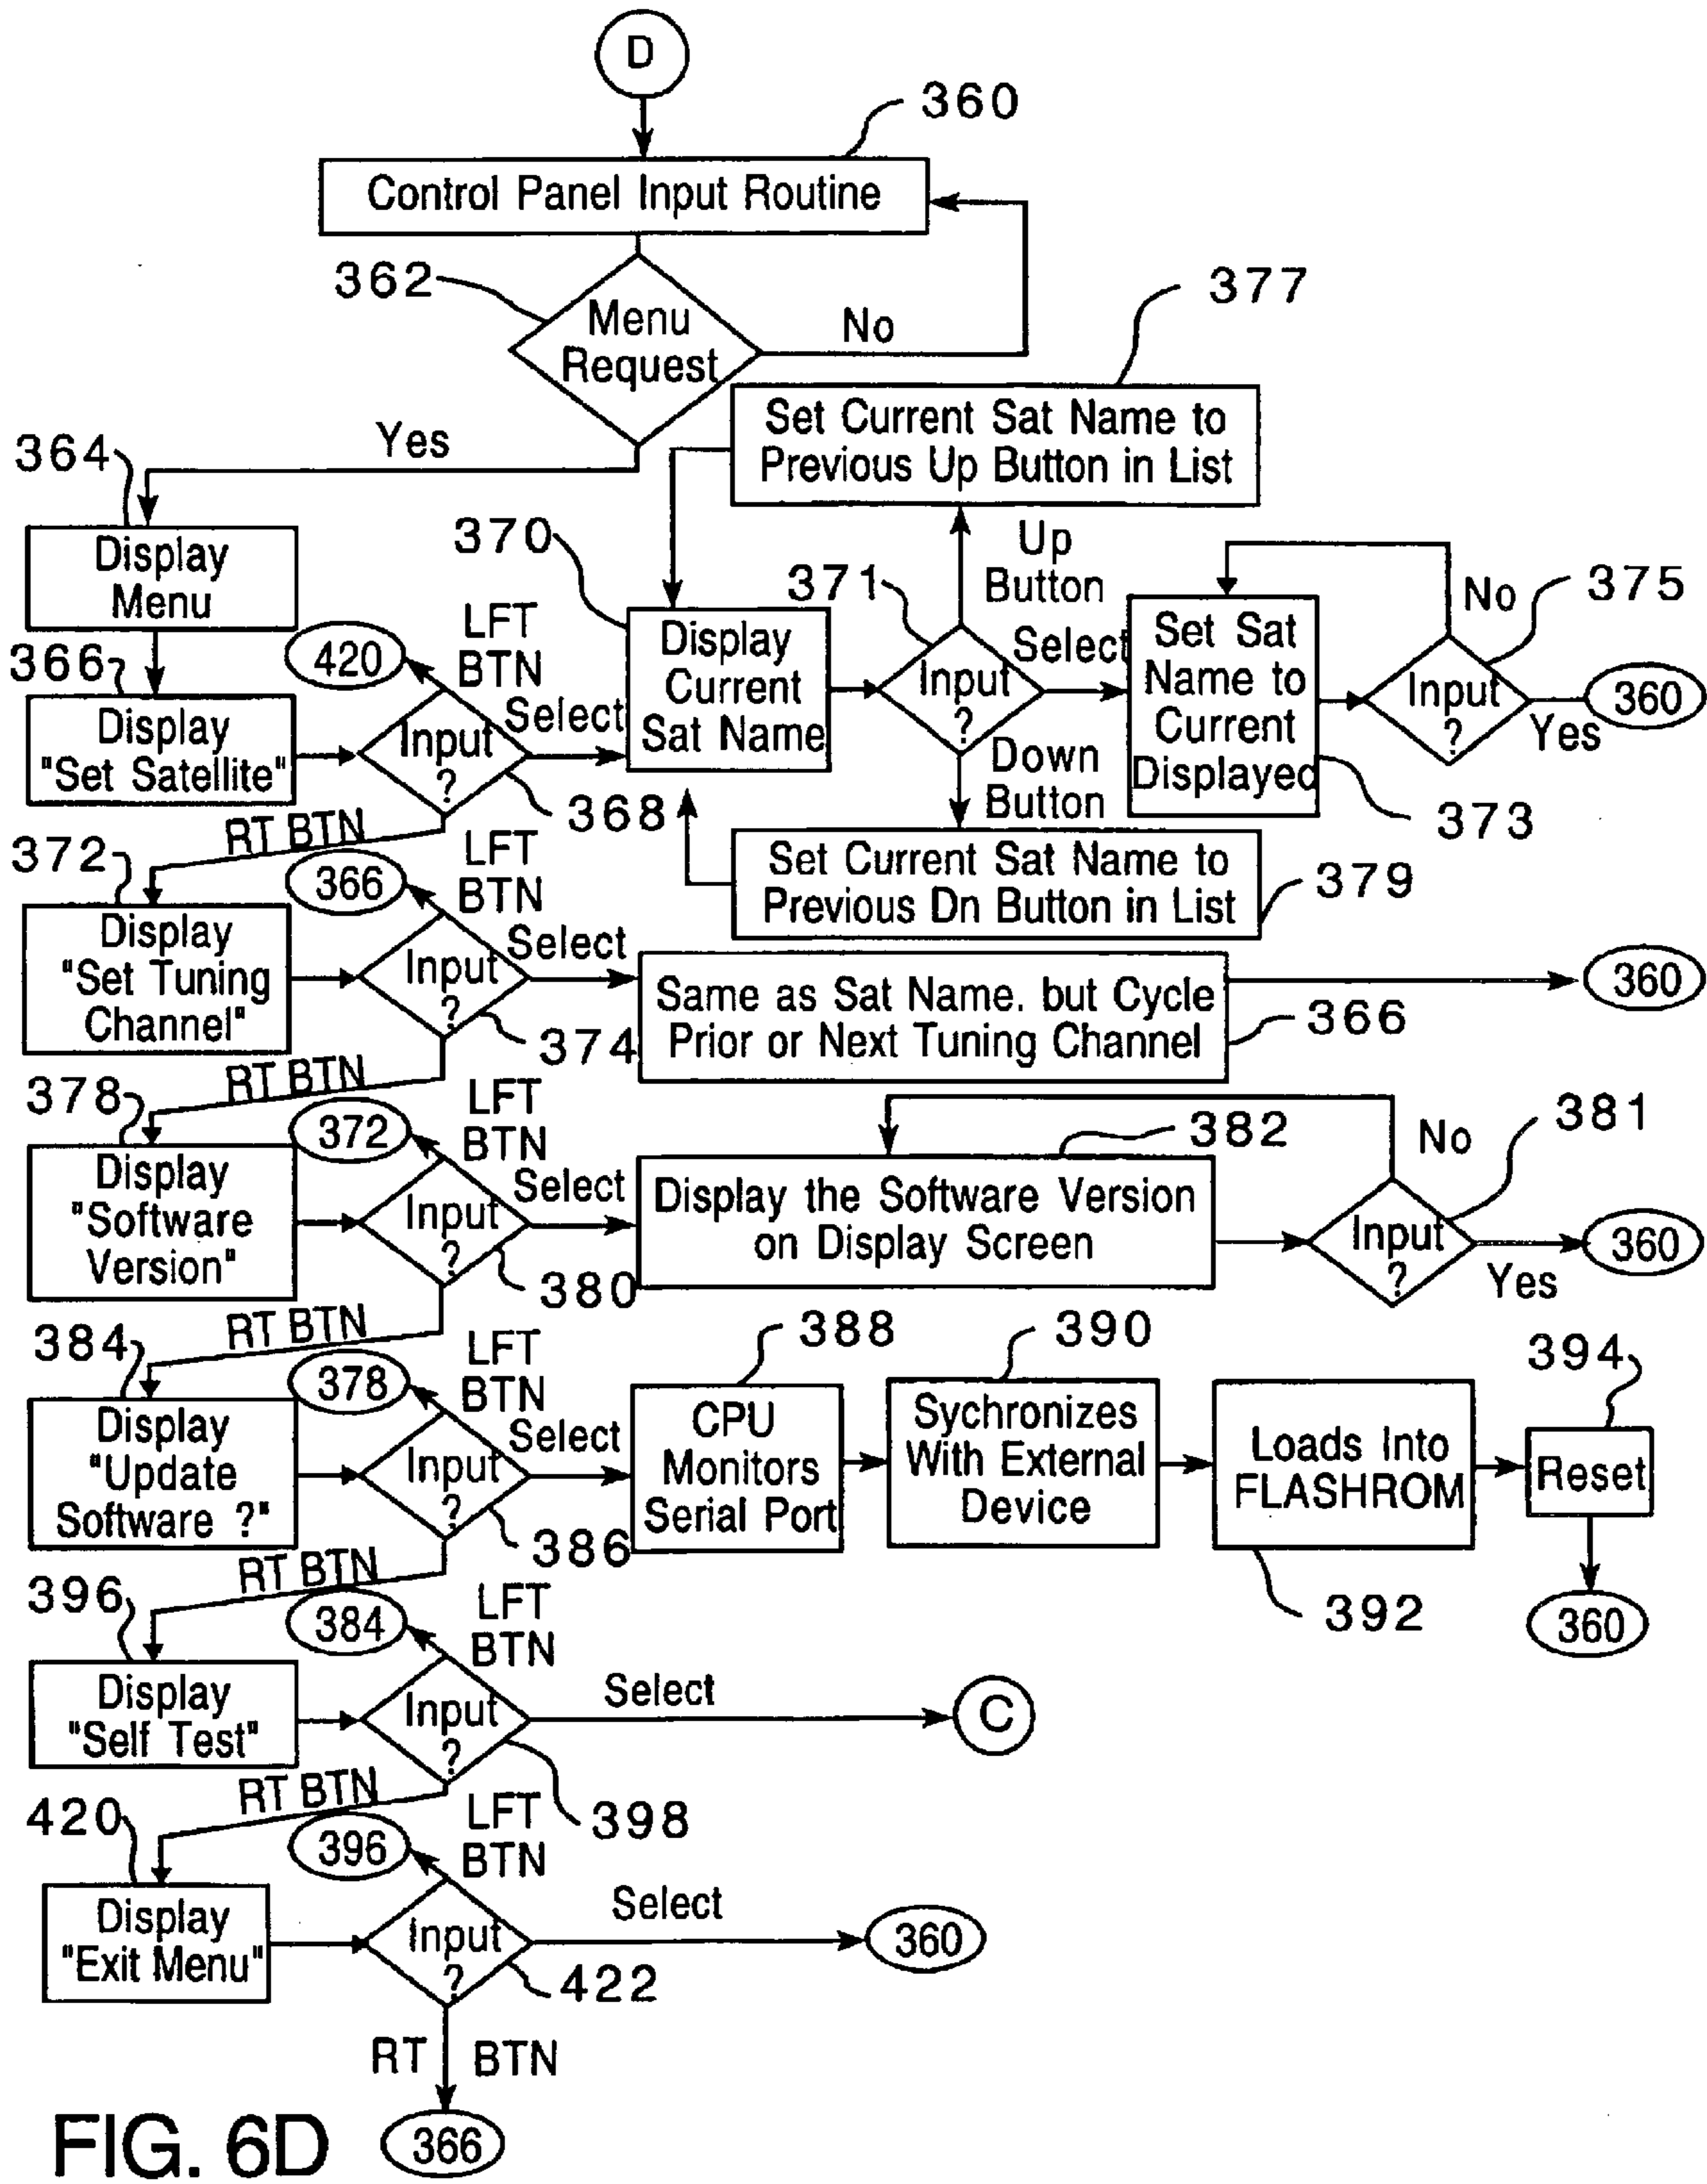 D
360
Control Panel Input Routine
362
Menu
Request
No
Yes
377
Set Current Sat Name to
Previous Up Button in List
364
Display
Menu
370
371
Up
Button
No
375
366
Display
"Set Satellite"
420
LFT
BTN
Input
?
Select
368
Display
Current
Sat Name
Input
?
Select
Set Sat
Name to
Current
Displayed
Input
?
360
Yes
373
Down
Button
RT BTN
Set Current Sat Name to
Previous Dn Button in List
379
372
Display
"Set Tuning
Channel"
366
LFT
BTN
Input
?
Select
374
Same as Sat Name. but Cycle
Prior or Next Tuning Channel
366
360
RT BTN
378
Display
"Software
Version"
372
LFT
BTN
Input
?
Select
380
382
Display the Software Version
on Display Screen
No
381
Input
?
Yes
360
RT BTN
384
Display
"Update
Software ?"
378
LFT
BTN
Input
?
Select
386
388
CPU
Monitors
Serial Port
390
Sychronizes
With External
Device
Loads Into
FLASHROM
392
394
Reset
360
RT BTN
396
Display
"Self Test"
384
LFT
BTN
Input
?
Select
C
398
RT BTN
420
Display
"Exit Menu"
396
LFT
BTN
Input
?
Select
360
422
RT BTN
366
FIG. 6D